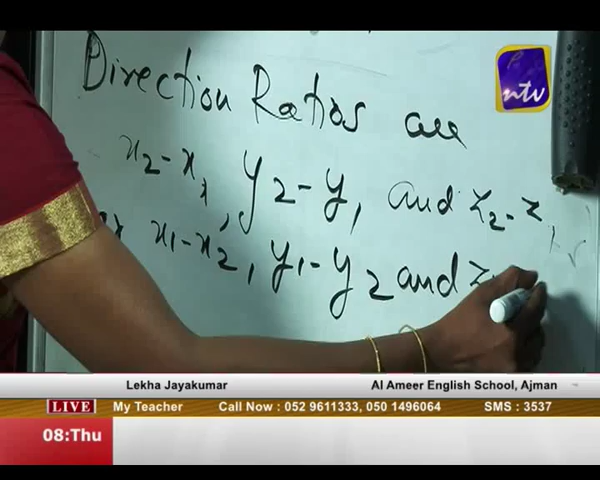 Direction Ratios are
x₂-x₁, y₂-y₁ and z₂-z₁
x₁-x₂, y₁-y₂ and z
ntv
Lekha Jayakumar Al Ameer English School, Ajman
LIVE My Teacher Call Now : 052 9611333, 050 1496064 SMS : 3537
08:Thu